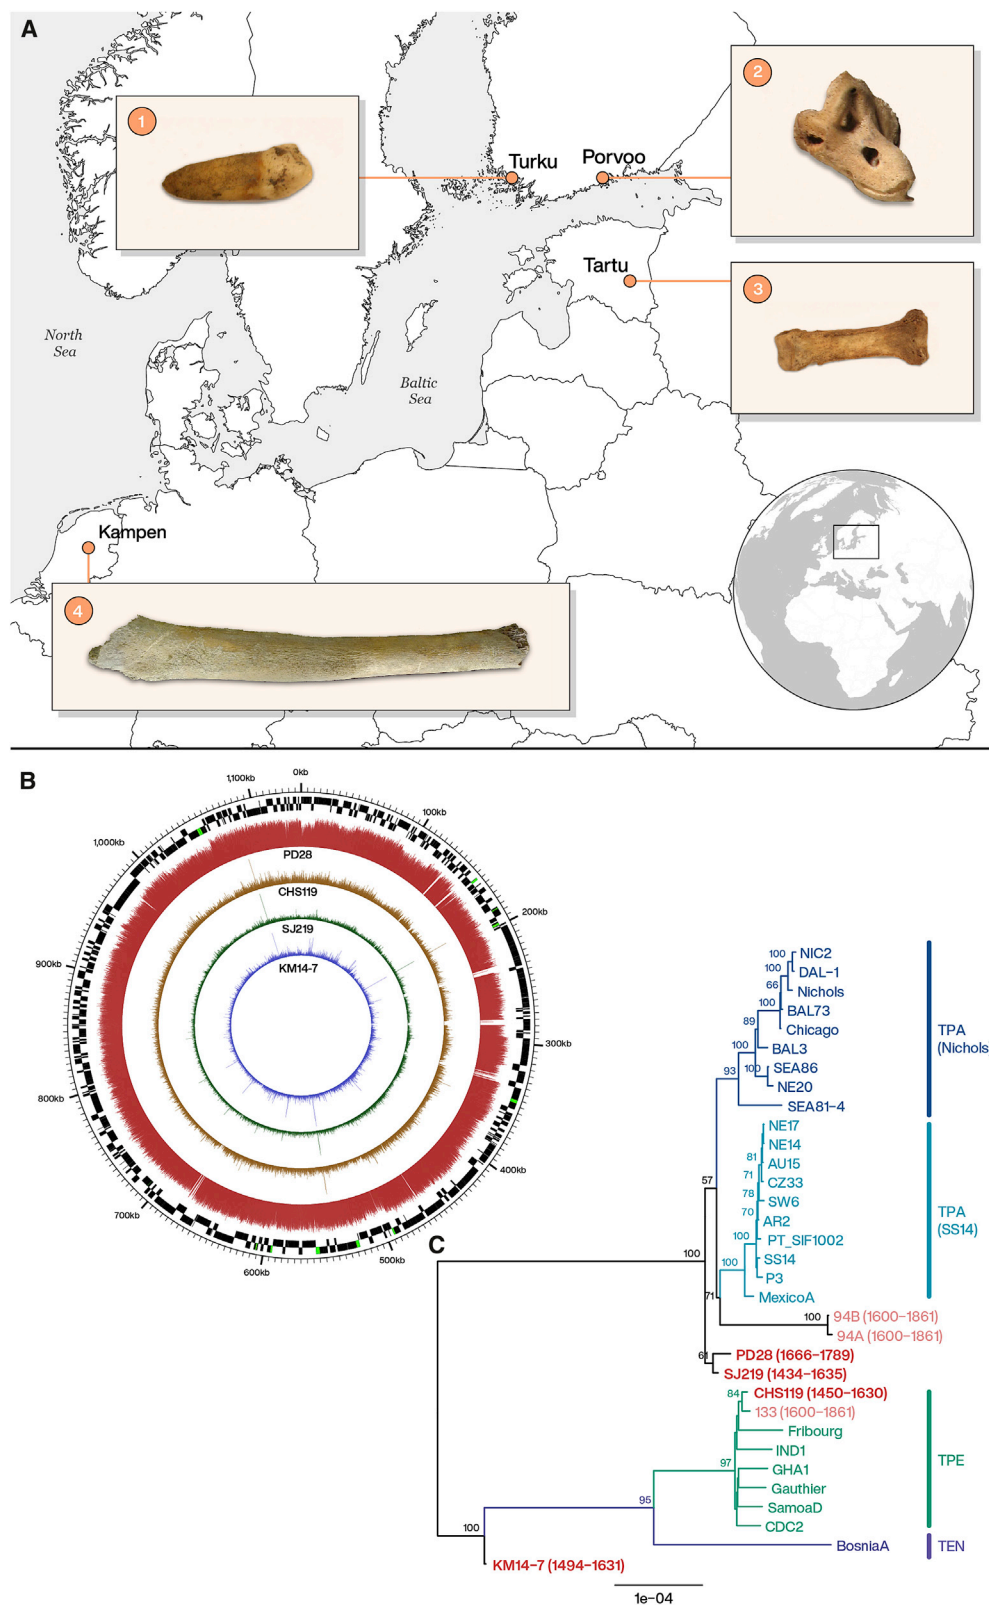 A
1
2
Turku
Porvoo
Tartu
3
North
Sea
Baltic
Sea
Kampen
4
B
0kb
100kb
200kb
300kb
400kb
500kb
600kb
700kb
800kb
900kb
1,000kb
1,100kb
PD28
CHS119
SJ219
KM14-7
C
NIC2
DAL-1
Nichols
BAL73
Chicago
BAL3
SEA86
NE20
SEA81-4
TPA
(Nichols
NE17
NE14
AU15
CZ33
SW6
AR2
PT_SIF1002
SS14
P3
MexicoA
TPA
(SS14)
94B (1600-1861)
94A (1600-1861)
PD28 (1666-1789)
SJ219 (1434-1635)
CHS119 (1450-1630)
133 (1600-1861)
Fribourg
IND1
GHA1
Gauthier
SamoaD
CDC2
TPE
BosniaA
TEN
KM14-7 (1494-1631)
100
100
66
100
89
100
100
93
57
81
71
78
70
100
100
100
71
100
61
84
97
95
100
1e-04